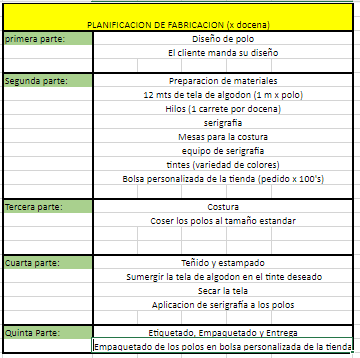 PLANIFICACION DE FABRICACION (x docena)
primera parte: Diseño de polo
El cliente manda su diseño
Segunda parte: Preparacion de materiales
12 mts de tela de algodon (1 m x polo)
Hilos (1 carrete por docena)
serigrafia
Mesas para la costura
equipo de serigrafia
tintes (variedad de colores)
Bolsa personalizada de la tienda (pedido x 100's)
Tercera parte: Costura
Coser los polos al tamaño estandar
Cuarta parte: Teñido y estampado
Sumergir la tela de algodon en el tinte deseado
Secar la tela
Aplicacion de serigrafia a los polos
Quinta Parte: Etiquetado, Empaquetado y Entrega
Empaquetado de los polos en bolsa personalizada de la tienda